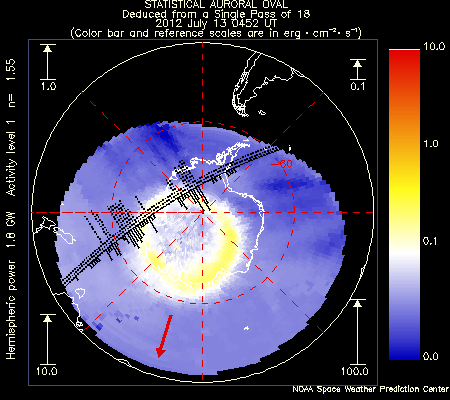 STATISTICAL AURORAL OVAL
Deduced from a Single Pass of 18
2012 July 13 0452 UT
(Color bar and reference scales are in erg·cm⁻²·s⁻¹)
Hemispheric power 1.8 GW Activity level 1 n= 1.55
1.0
0.1
10.0
100.0
-70
10.0
1.0
0.1
0.0
NOAA Space Weather Prediction Center